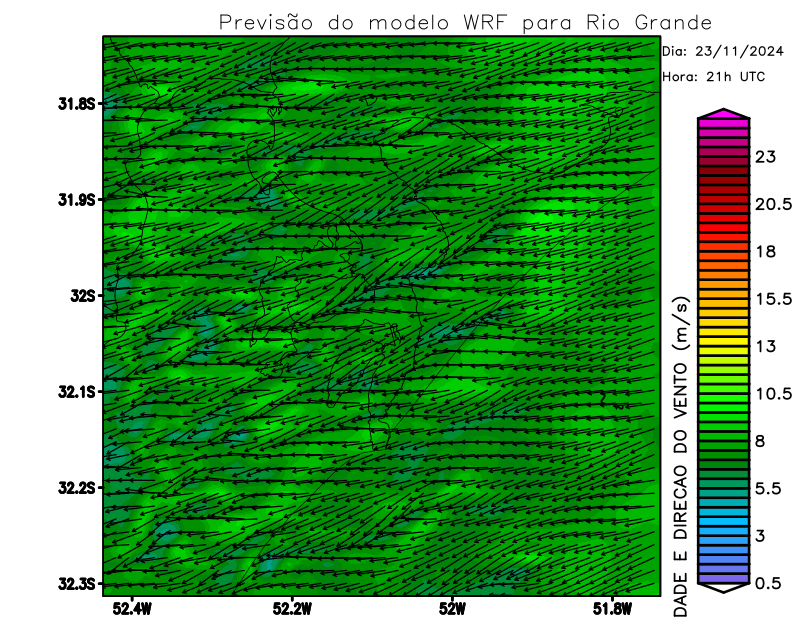 Previsão do modelo WRF para Rio Grande
Dia: 23/11/2024
Hora: 21h UTC
31.8S
31.9S
32S
32.1S
32.2S
32.3S
52.4W
52.2W
52W
51.8W
23
20.5
18
15.5
13
10.5
8
5.5
3
0.5
DADE E DIRECAO DO VENTO (m/s)